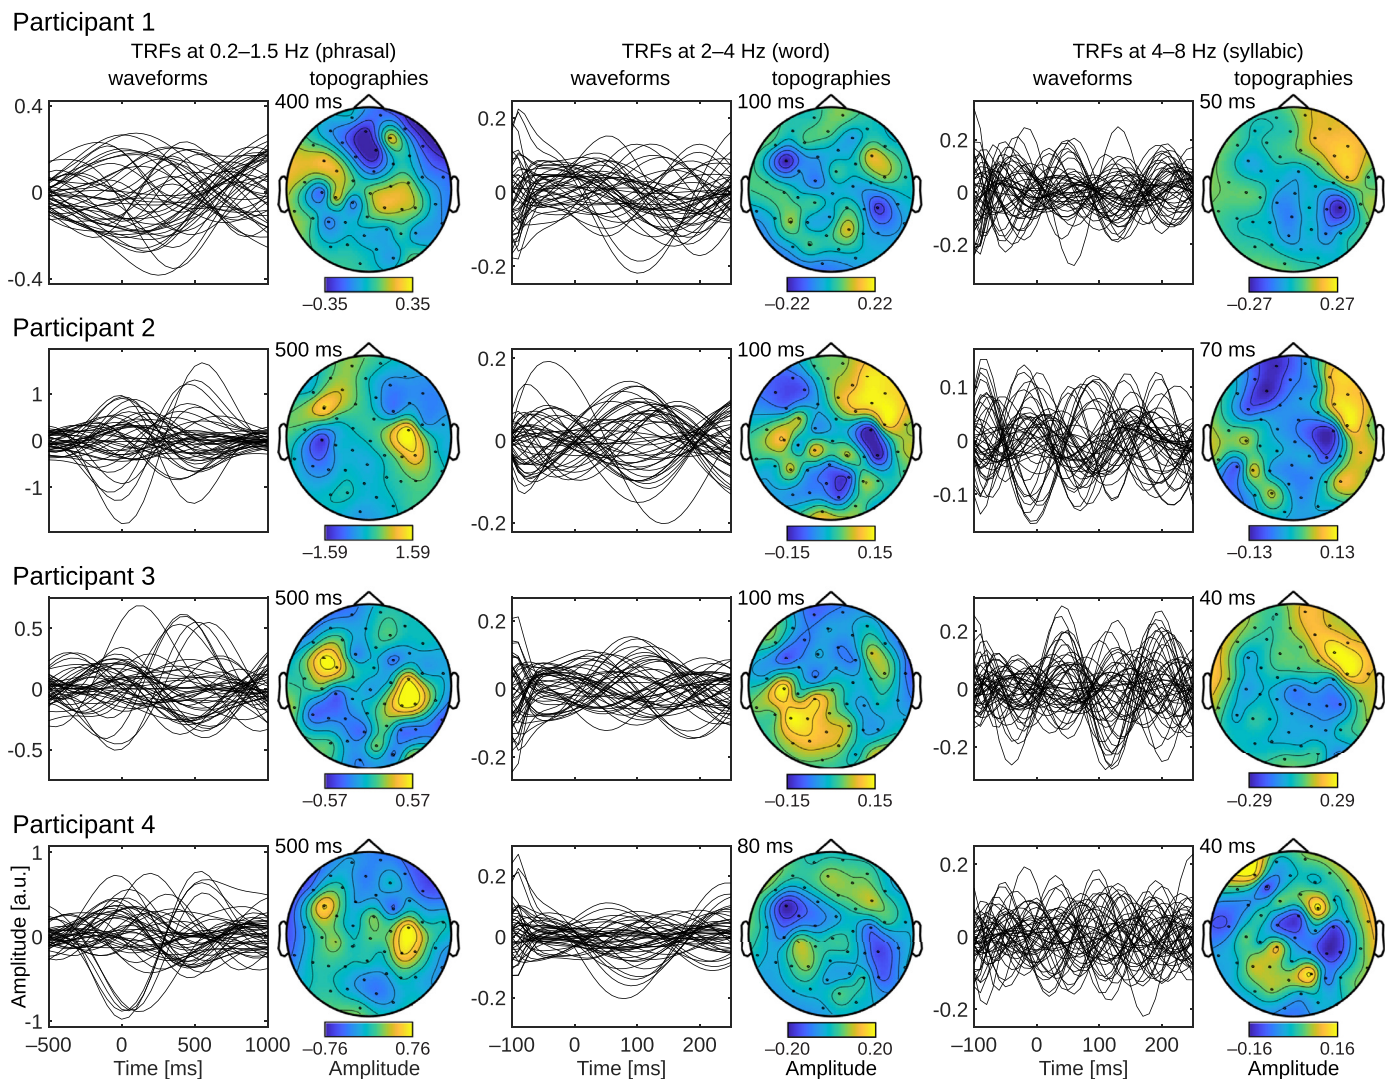 Participant 1
TRFs at 0.2–1.5 Hz (phrasal) TRFs at 2–4 Hz (word) TRFs at 4–8 Hz (syllabic)
waveforms topographies waveforms topographies waveforms topographies
0.4 0 -0.4 400 ms –0.35 0.35 0.2 0 -0.2 100 ms –0.22 0.22 0.2 0 -0.2 50 ms –0.27 0.27
Participant 2
1 0 -1 500 ms –1.59 1.59 0.2 0 -0.2 100 ms –0.15 0.15 0.1 0 -0.1 70 ms –0.13 0.13
Participant 3
0.5 0 -0.5 500 ms –0.57 0.57 0.2 0 -0.2 100 ms –0.15 0.15 0.2 0 -0.2 40 ms –0.29 0.29
Participant 4
1 0 -1 500 ms 0.2 0 -0.2 80 ms 0.2 0 -0.2 40 ms
Amplitude [a.u.]
–500 0 500 1000 –0.76 0.76 –100 0 100 200 –0.20 0.20 –100 0 100 200 –0.16 0.16
Time [ms] Amplitude Time [ms] Amplitude Time [ms] Amplitude